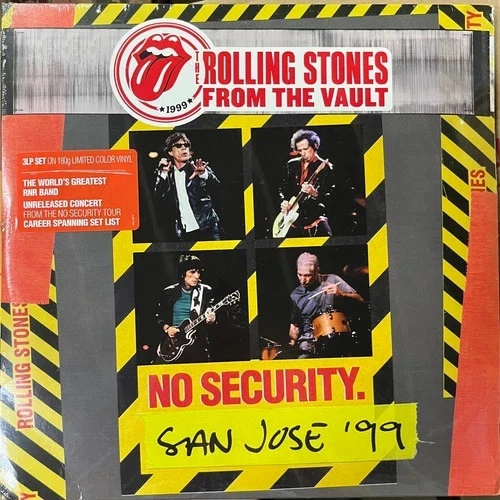 THE
ROLLING STONES
FROM THE VAULT
★1999★
3LP SET ON 180g LIMITED COLOR VINYL
THE WORLD'S GREATEST
RNR BAND
UNRELEASED CONCERT
FROM THE NO SECURITY TOUR
CAREER SPANNING SET LIST
NO SECURITY.
SAN JOSE '99
ROLLING STONES
TY
ES
Y